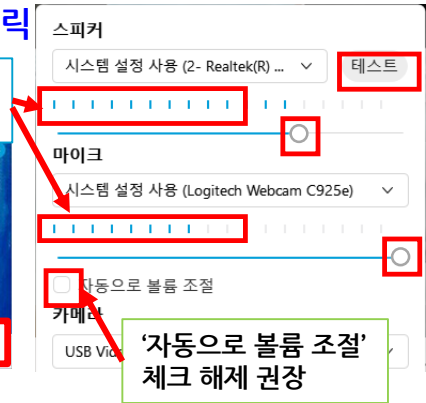 릭
스피커
시스템 설정 사용 (2- Realtek(R) ...
테스트
마이크
시스템 설정 사용 (Logitech Webcam C925e)
자동으로 볼륨 조절
카메라
USB
‘자동으로 볼륨 조절’
체크 해제 권장